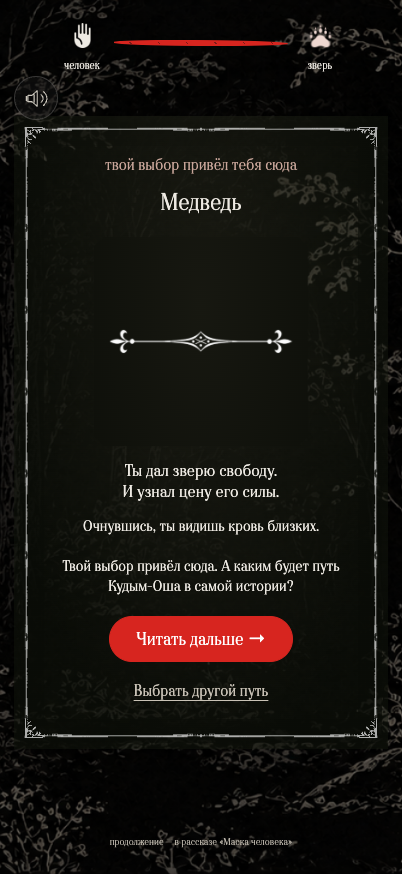 человек
зверь
твой выбор привёл тебя сюда
Медведь
Ты дал зверю свободу.
И узнал цену его силы.
Очнувшись, ты видишь кровь близких.
Твой выбор привёл сюда. А каким будет путь
Кудым-Оша в самой истории?
Читать дальше →
Выбрать другой путь
продолжение в рассказе «Маска человека»